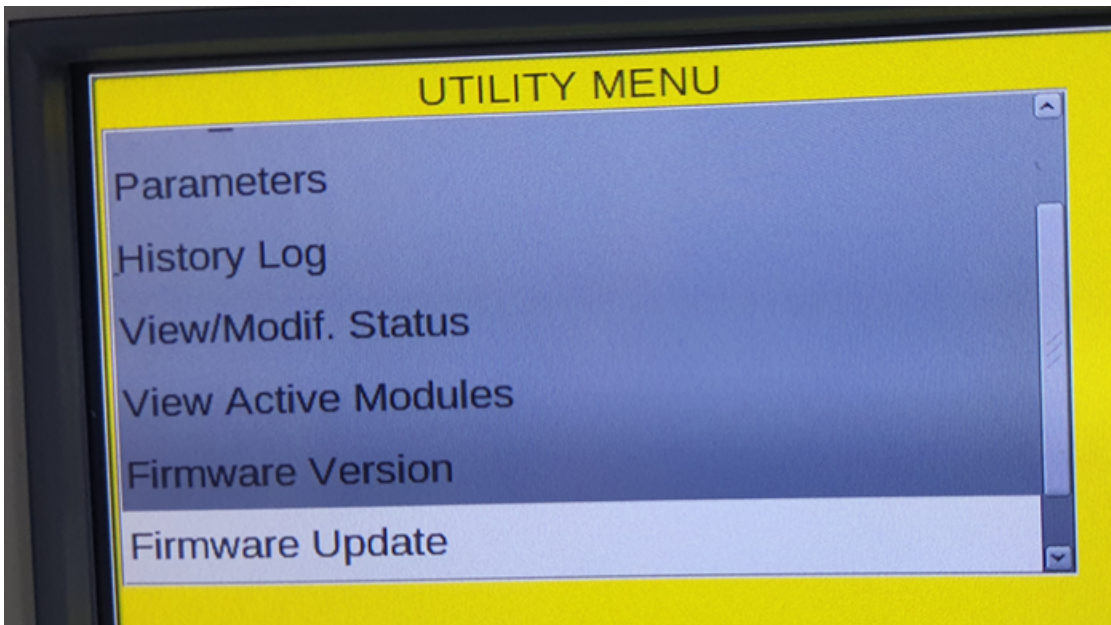 UTILITY MENU
Parameters
History Log
View/Modif. Status
View Active Modules
Firmware Version
Firmware Update